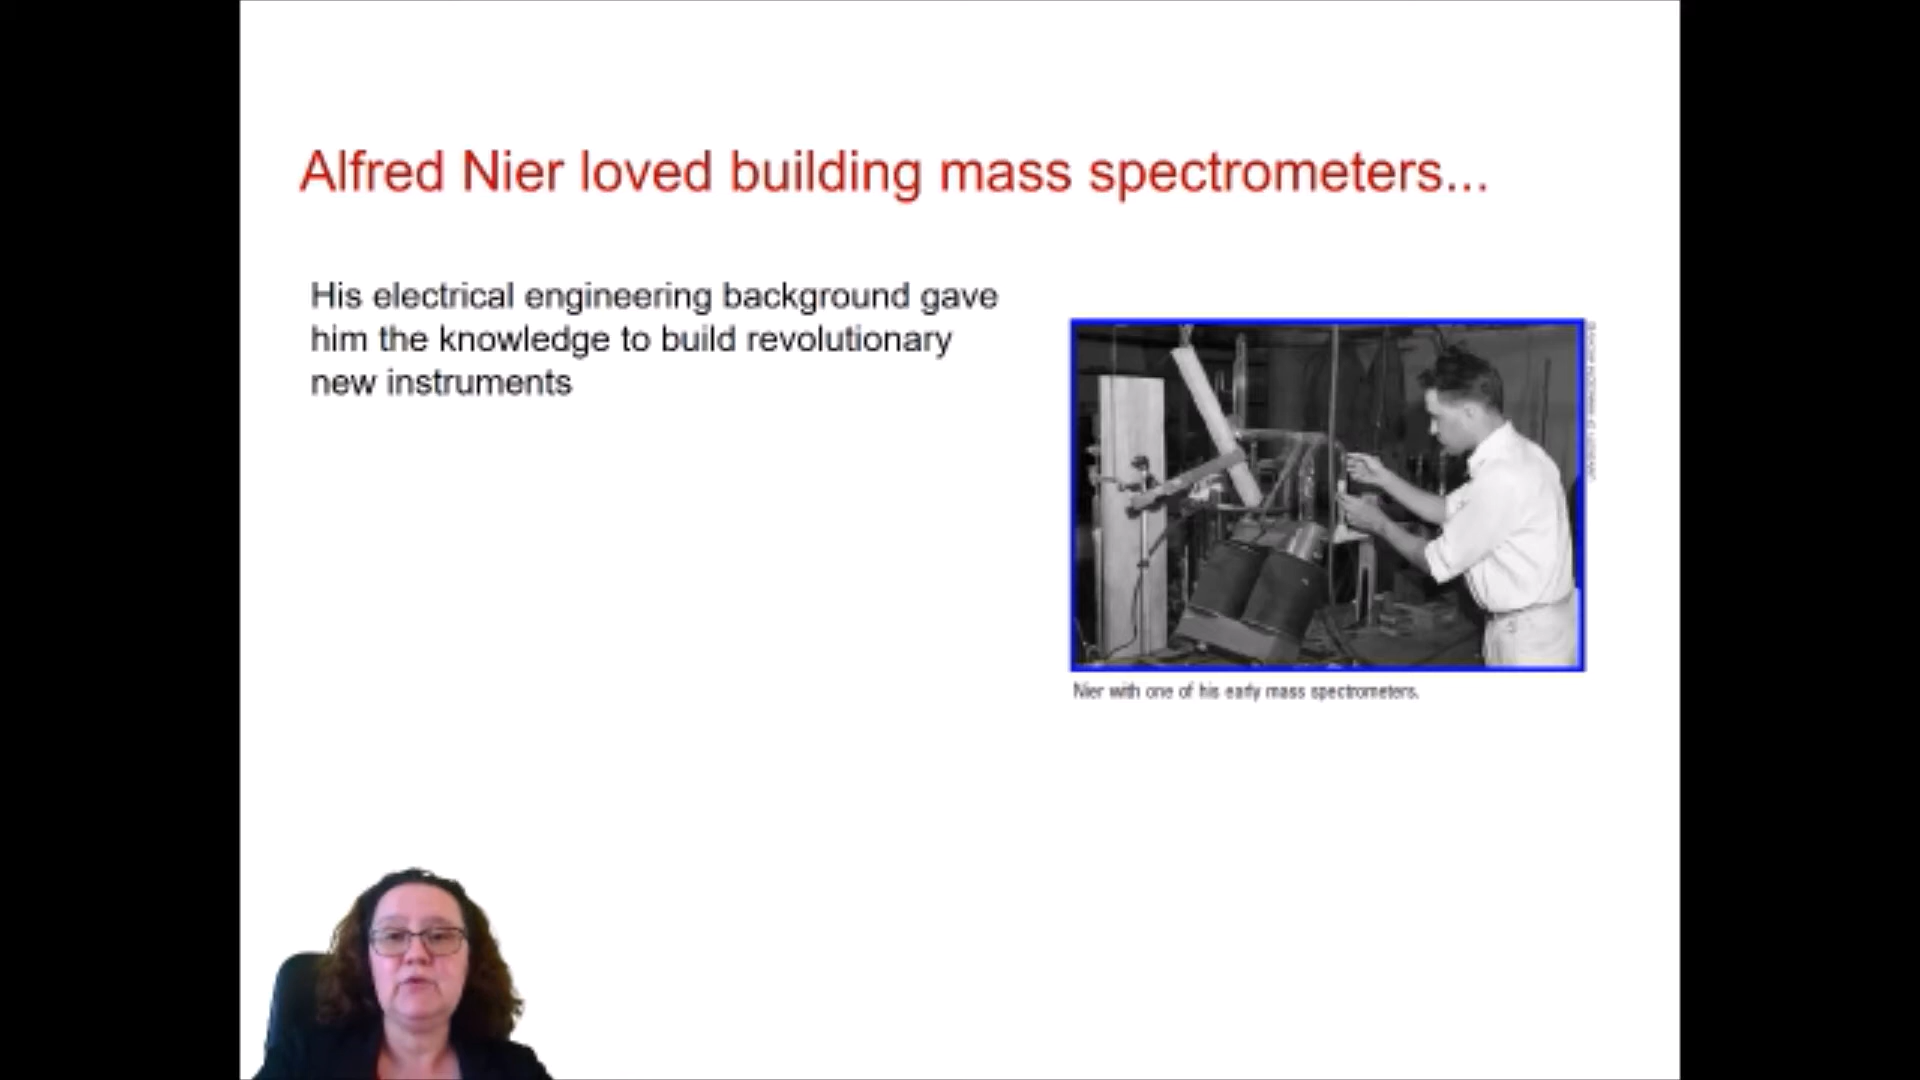 Alfred Nier loved building mass spectrometers...
His electrical engineering background gave
him the knowledge to build revolutionary
new instruments
Nier with one of his early mass spectrometers.